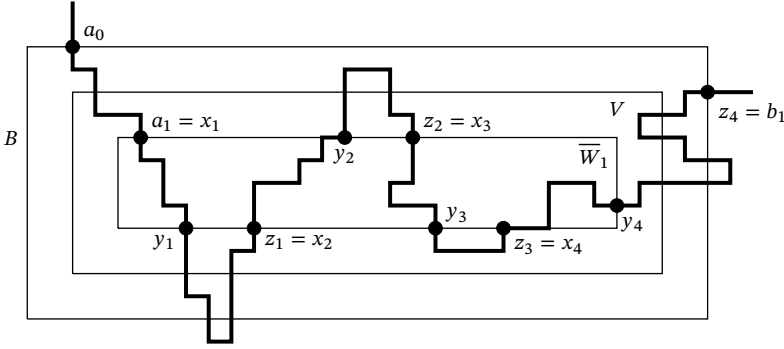 a₀
V
z₄ = b₁
a₁ = x₁
z₂ = x₃
B
y₂
W̅₁
y₃
y₄
y₁
z₁ = x₂
z₃ = x₄